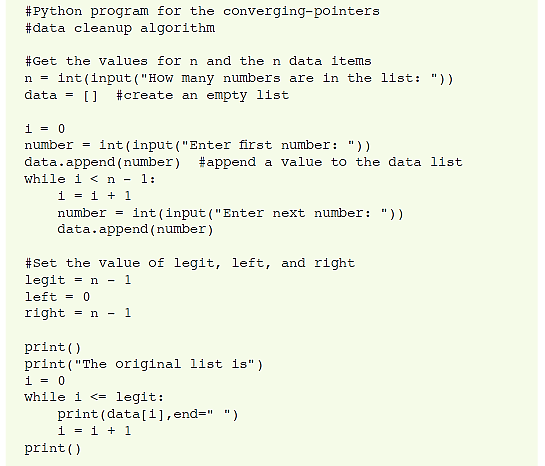 #Python program for the converging-pointers
#data cleanup algorithm
#Get the values for n and the n data items
n = int(input("How many numbers are in the list: "))
data = []  #create an empty list
i = 0
number = int(input("Enter first number: "))
data.append(number)  #append a value to the data list
while i < n - 1:
    i = i + 1
    number = int(input("Enter next number: "))
    data.append(number)
#Set the value of legit, left, and right
legit = n - 1
left = 0
right = n - 1
print()
print("The original list is")
i = 0
while i <= legit:
    print(data[i],end=" ")
    i = i + 1
print()